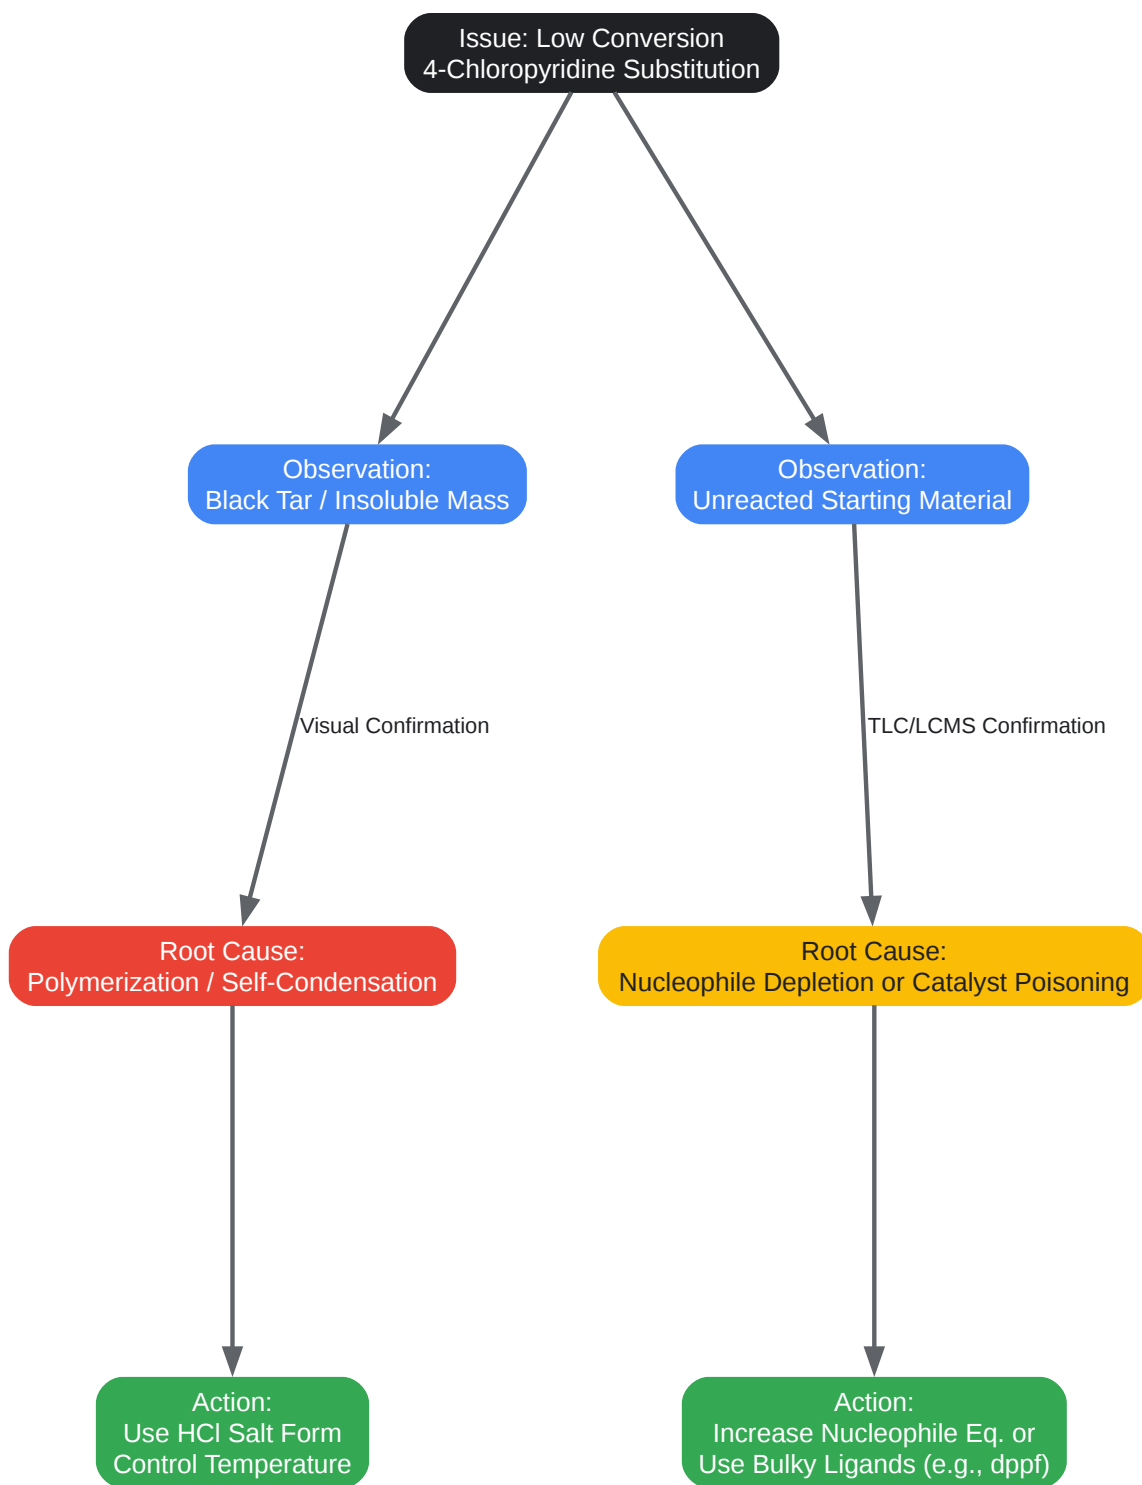 Issue: Low Conversion
4-Chloropyridine Substitution
Observation:
Black Tar / Insoluble Mass
Observation:
Unreacted Starting Material
Visual Confirmation
TLC/LCMS Confirmation
Root Cause:
Polymerization / Self-Condensation
Root Cause:
Nucleophile Depletion or Catalyst Poisoning
Action:
Use HCl Salt Form
Control Temperature
Action:
Increase Nucleophile Eq. or
Use Bulky Ligands (e.g., dppf)